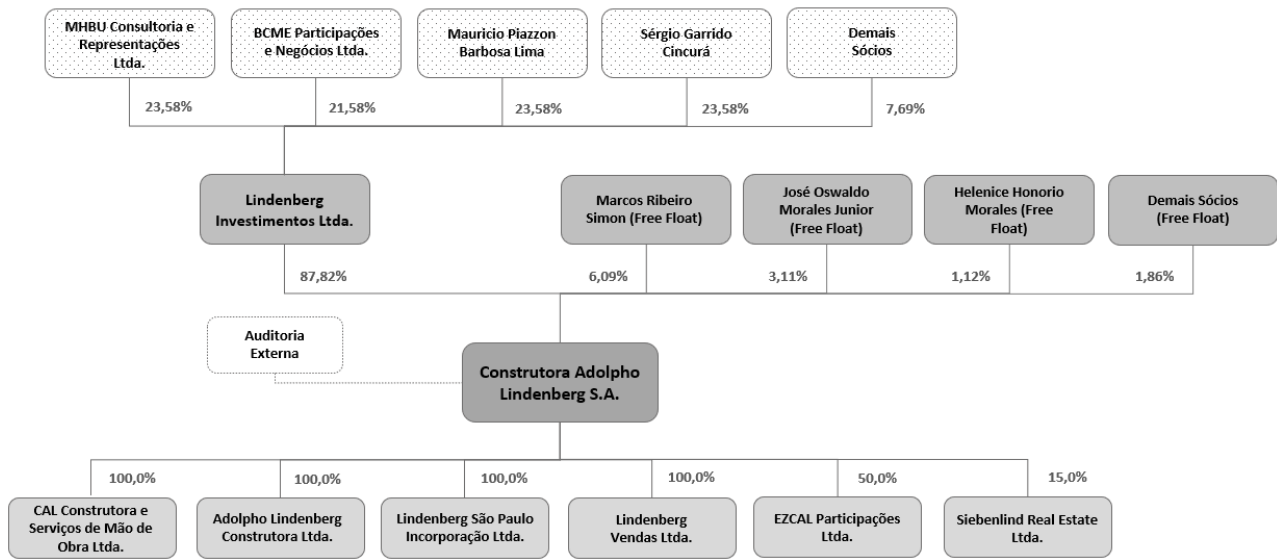 MHBU Consultoria e
Representações
Ltda.
BCME Participações
e Negócios Ltda.
Mauricio Piazzon
Barbosa Lima
Sérgio Garrido
Cincurá
Demais
Sócios
23,58%
21,58%
23,58%
23,58%
7,69%
Lindenberg
Investimentos Ltda.
Marcos Ribeiro
Simon (Free Float)
José Oswaldo
Morales Junior
(Free Float)
Helenice Honorio
Morales (Free
Float)
Demais Sócios
(Free Float)
87,82%
6,09%
3,11%
1,12%
1,86%
Auditoria
Externa
Construtora Adolpho
Lindenberg S.A.
100,0%
100,0%
100,0%
100,0%
50,0%
15,0%
CAL Construtora e
Serviços de Mão de
Obra Ltda.
Adolpho Lindenberg
Construtora Ltda.
Lindenberg São Paulo
Incorporação Ltda.
Lindenberg
Vendas Ltda.
EZCAL Participações
Ltda.
Siebenlind Real Estate
Ltda.